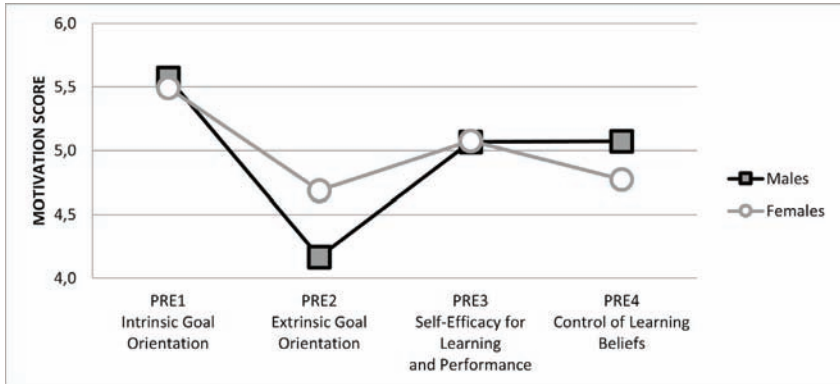 6,0
5,5
5,0
4,5
4,0
MOTIVATION SCORE
PRE1
Intrinsic Goal
Orientation
PRE2
Extrinsic Goal
Orientation
PRE3
Self-Efficacy for
Learning
and Performance
PRE4
Control of Learning
Beliefs
Males
Females